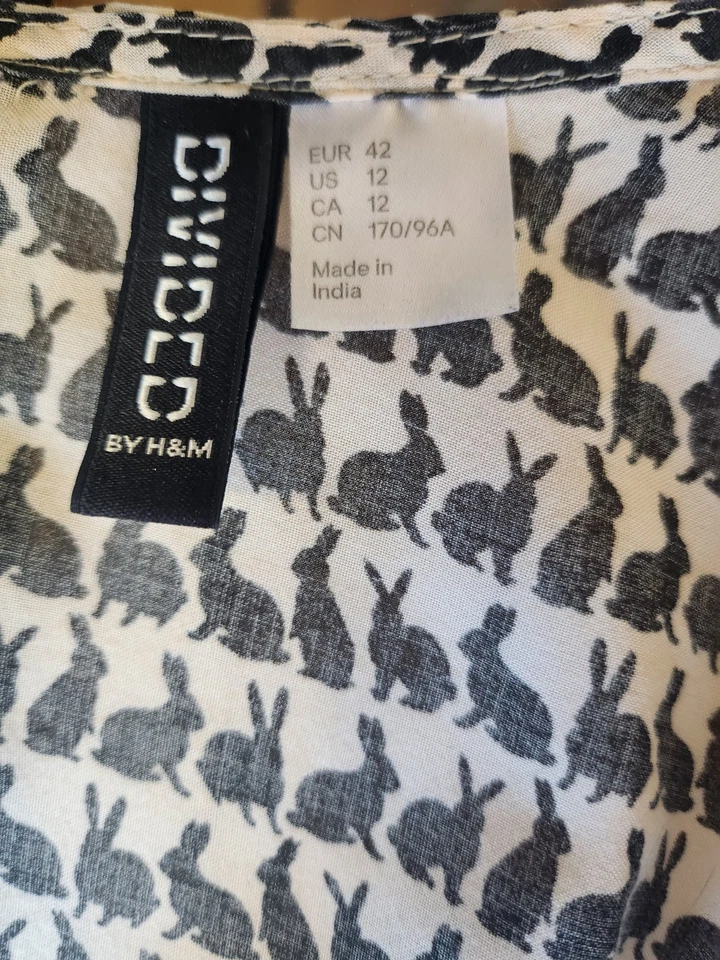 DIVIDED
BY H&M
EUR 42
US 12
CA 12
CN 170/96A
Made in
India